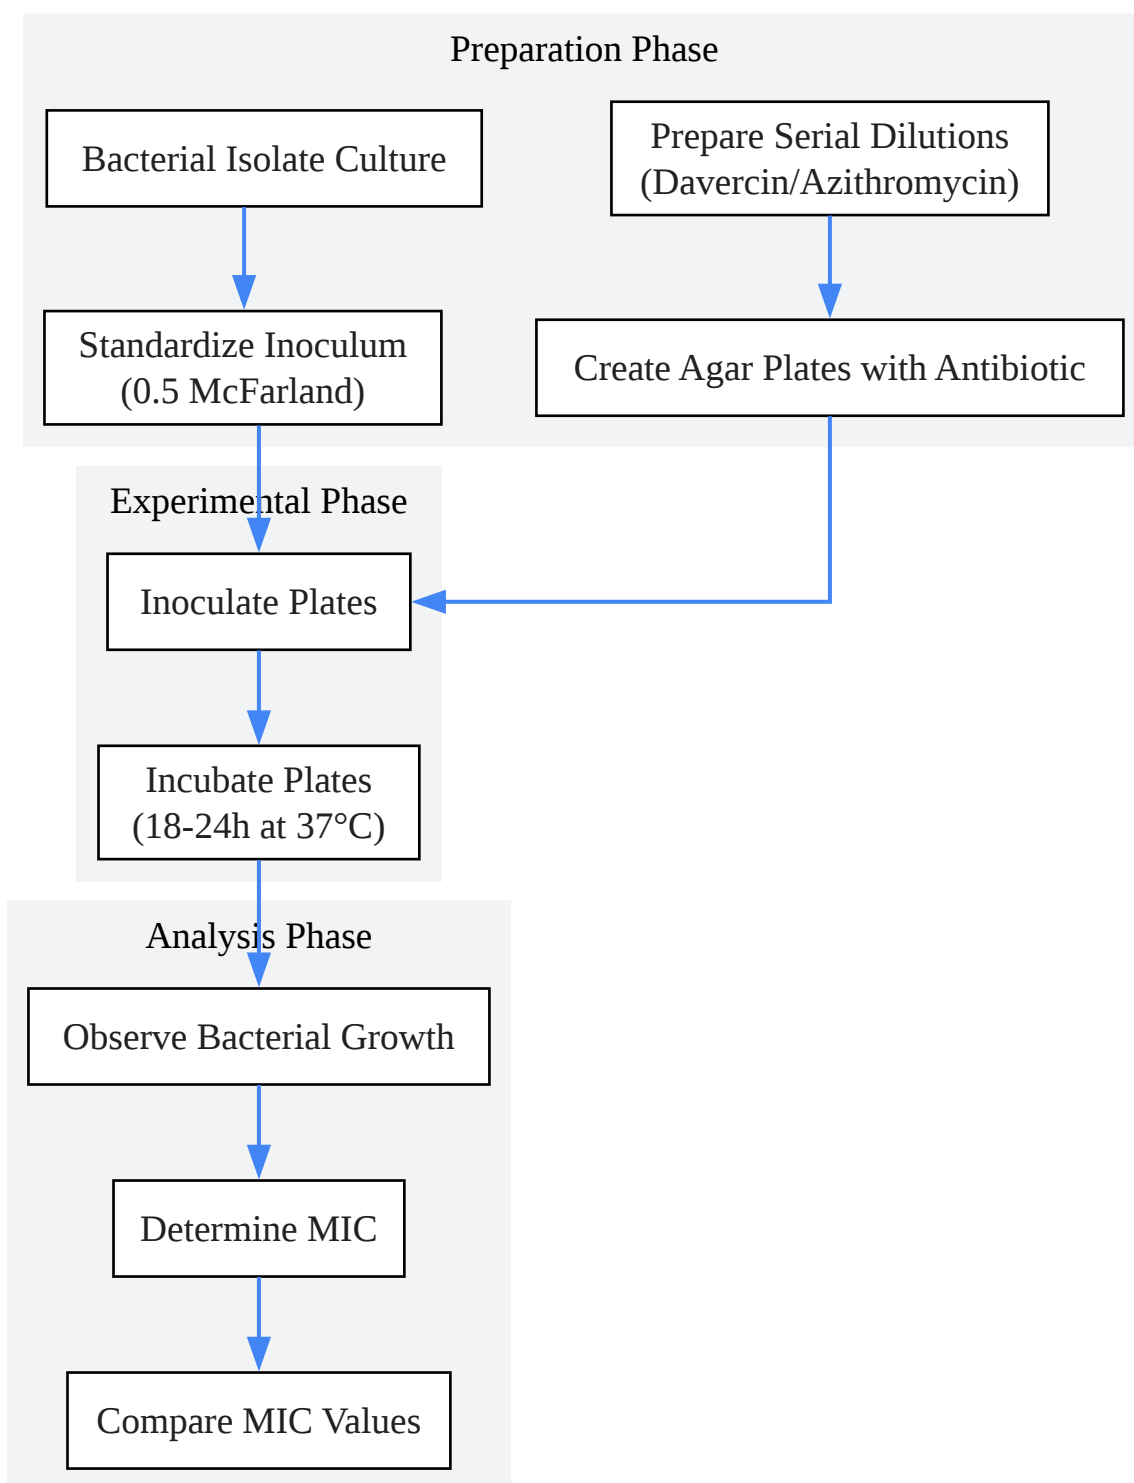 Preparation Phase
Bacterial Isolate Culture
Prepare Serial Dilutions
(Davercin/Azithromycin)
Standardize Inoculum
(0.5 McFarland)
Create Agar Plates with Antibiotic
Experimental Phase
Inoculate Plates
Incubate Plates
(18-24h at 37°C)
Analysis Phase
Observe Bacterial Growth
Determine MIC
Compare MIC Values